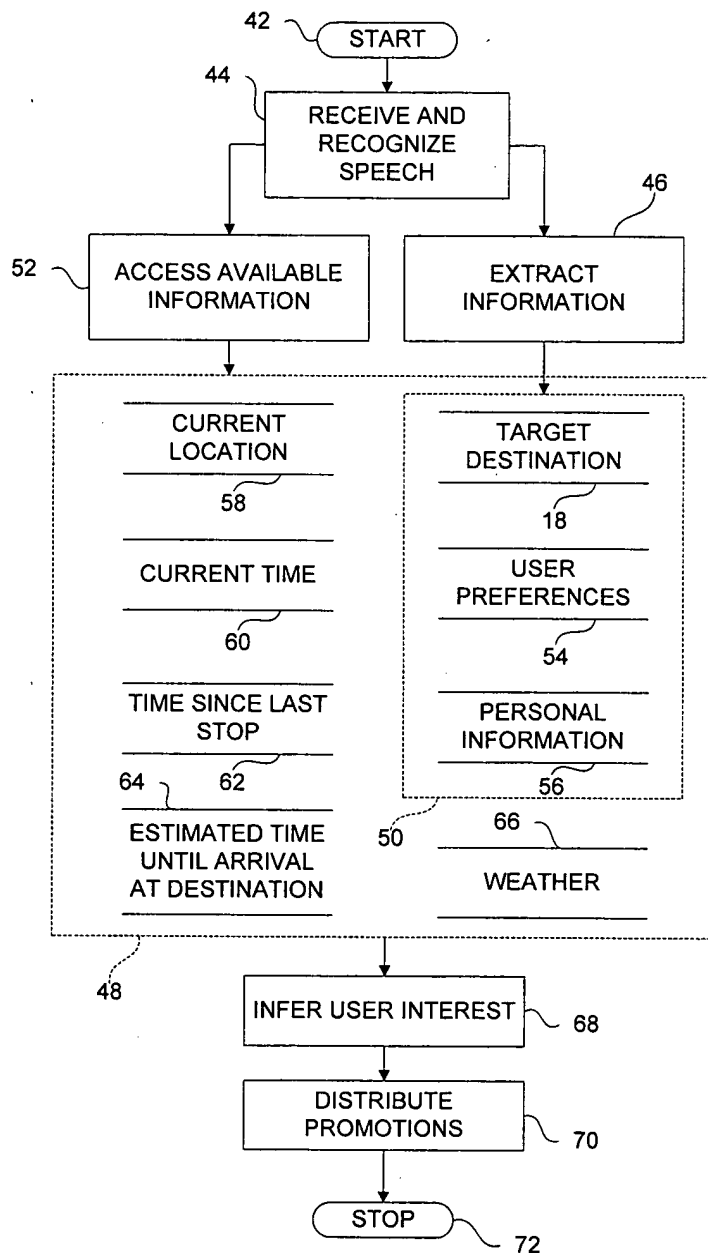 42
START
44
RECEIVE AND
RECOGNIZE
SPEECH
46
52
ACCESS AVAILABLE
INFORMATION
EXTRACT
INFORMATION
CURRENT
LOCATION
58
TARGET
DESTINATION
18
CURRENT TIME
60
USER
PREFERENCES
54
TIME SINCE LAST
STOP
62
PERSONAL
INFORMATION
56
64
ESTIMATED TIME
UNTIL ARRIVAL
AT DESTINATION
50
66
WEATHER
48
INFER USER INTEREST
68
DISTRIBUTE
PROMOTIONS
70
STOP
72